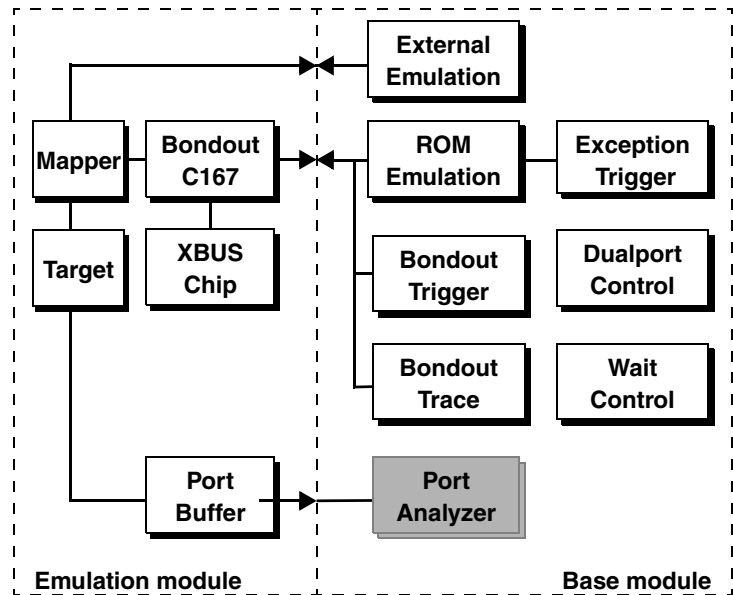 External
Emulation
Mapper
Bondout
C167
ROM
Emulation
Exception
Trigger
Target
XBUS
Chip
Bondout
Trigger
Dualport
Control
Bondout
Trace
Wait
Control
Port
Buffer
Port
Analyzer
Emulation module
Base module